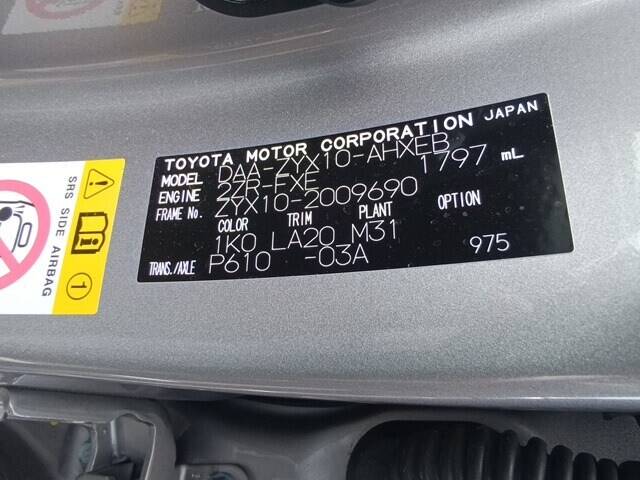 TOYOTA MOTOR CORPORATION JAPAN
MODEL DAA-ZYX10-AHXEB
ENGINE 2ZR-FXE 1797 mL
FRAME No. ZYX10-2009690
COLOR TRIM PLANT OPTION
1K0 LA20 M31
TRANS./AXLE P610 -03A 975
SRS SIDE AIRBAG
1